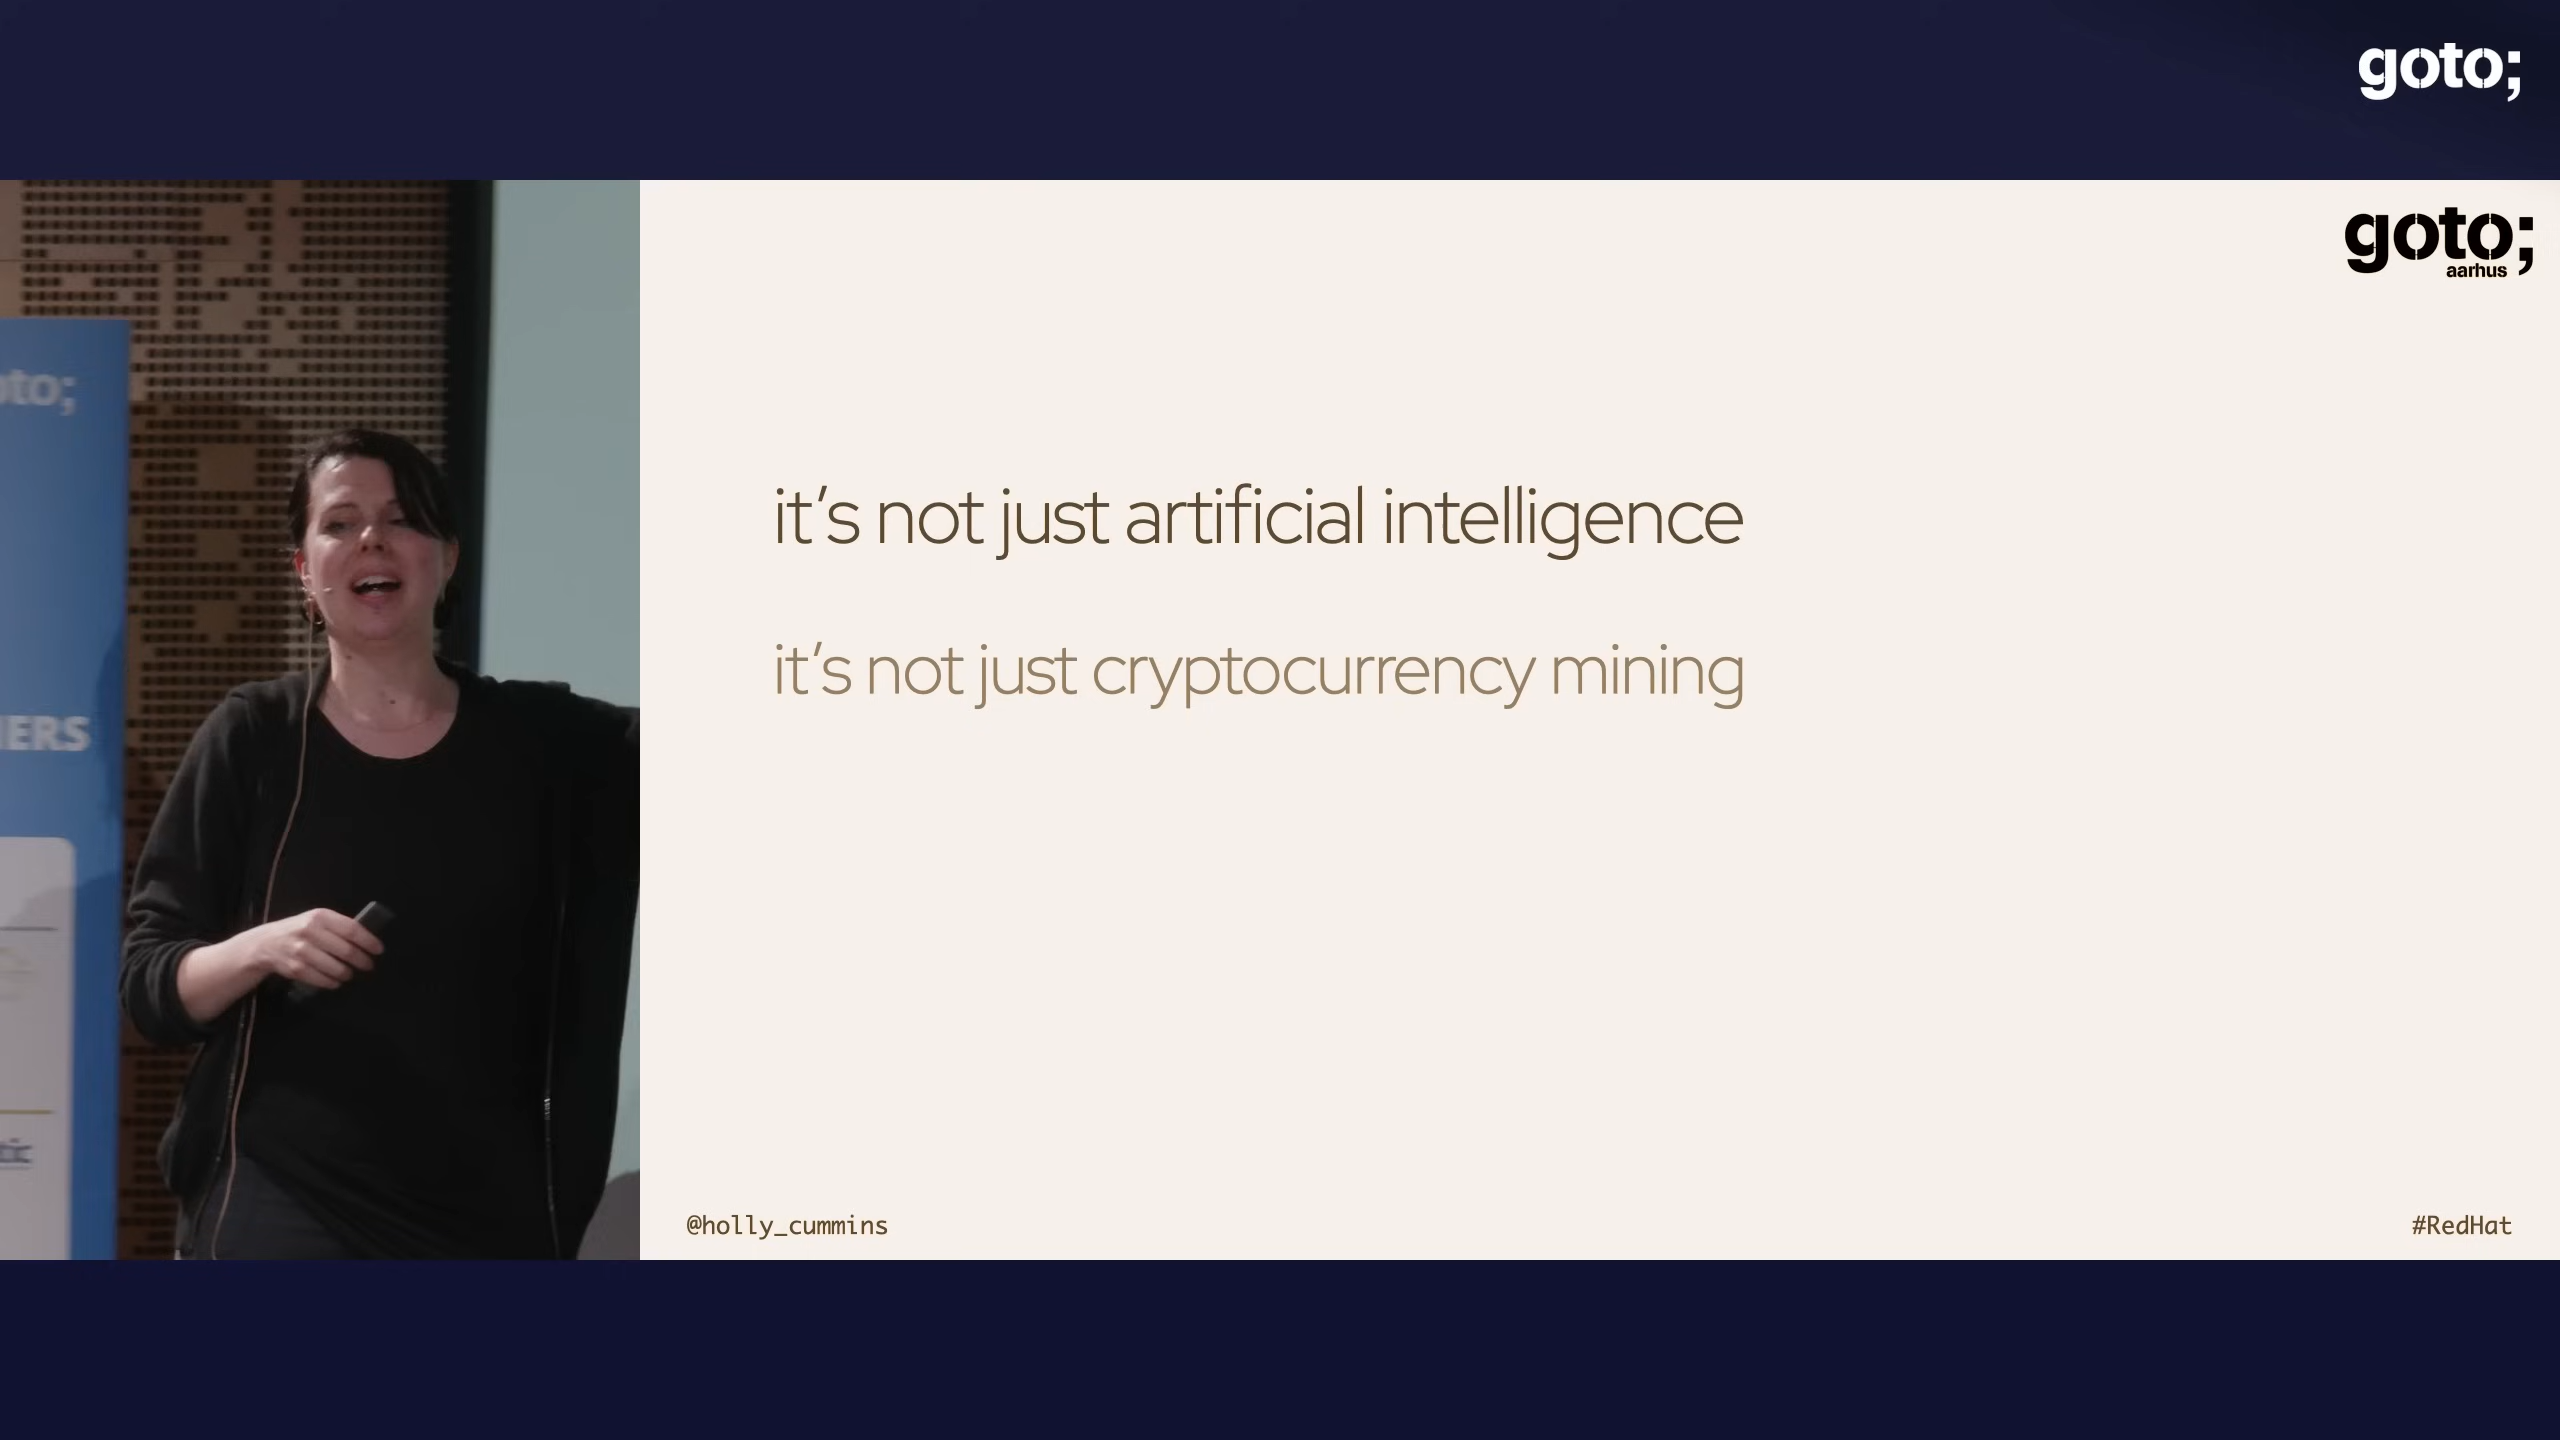 goto;
goto;
aarhus
it’s not just artificial intelligence
it’s not just cryptocurrency mining
@holly_cummins
#RedHat